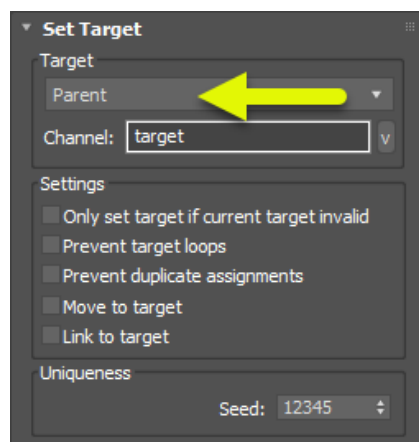 Set Target
Target
Parent
Channel: target v
Settings
Only set target if current target invalid
Prevent target loops
Prevent duplicate assignments
Move to target
Link to target
Uniqueness
Seed: 12345